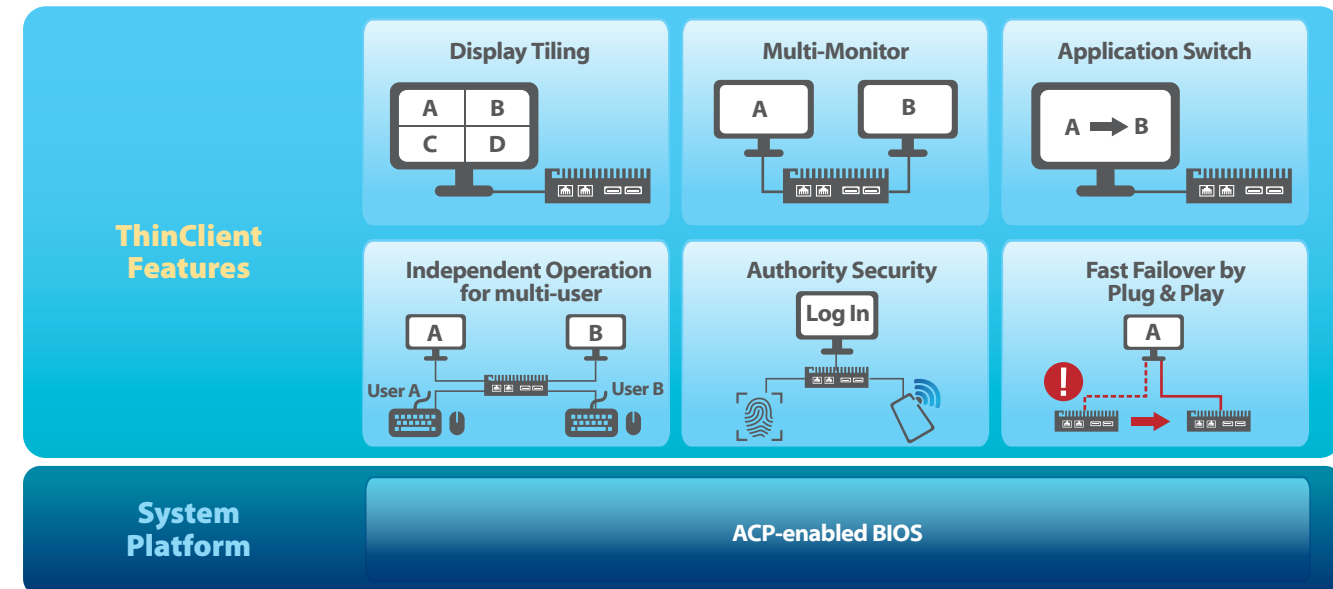 ThinClient
Features
Display Tiling
A B
C D
Multi-Monitor
A
B
Application Switch
A B
Independent Operation
for multi-user
A
B
User A
User B
Authority Security
Log In
Fast Failover by
Plug & Play
A
!
System
Platform
ACP-enabled BIOS